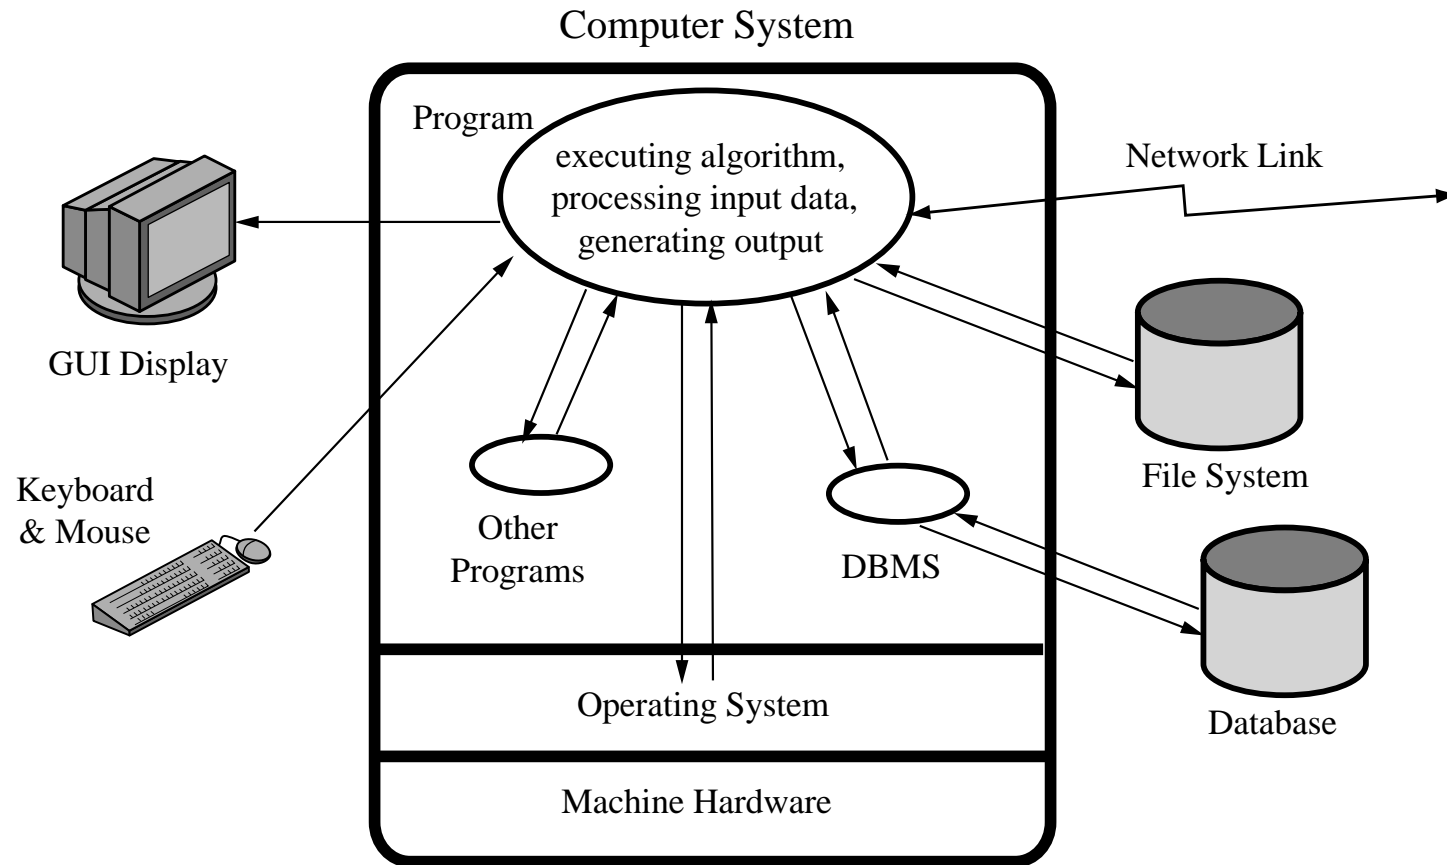 Computer System
Program
executing algorithm,
processing input data,
generating output
Network Link
GUI Display
File System
Keyboard
& Mouse
Other
Programs
DBMS
Operating System
Database
Machine Hardware